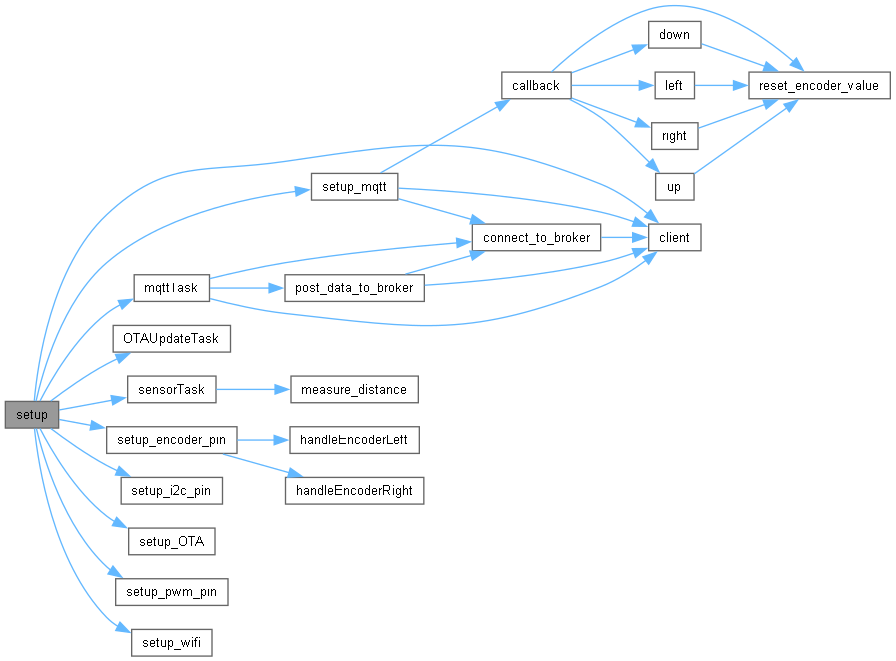 down
callback
left
reset_encoder_value
right
setup_mqtt
up
connect_to_broker
client
mqttTask
post_data_to_broker
OTAUpdateTask
sensorTask
measure_distance
setup
setup_encoder_pin
handleEncoderLeft
setup_i2c_pin
handleEncoderRight
setup_OTA
setup_pwm_pin
setup_wifi